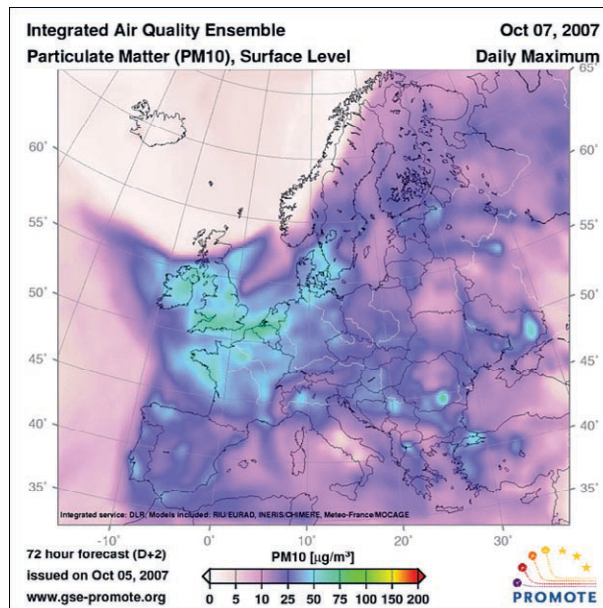 Integrated Air Quality Ensemble Oct 07, 2007
Particulate Matter (PM10), Surface Level Daily Maximum
65°
60° 60°
55° 55°
50° 50°
45° 45°
40° 40°
35° 35°
Integrated service: DLR; Models included: RIU/EURAD, INERIS/CHIMERE, Meteo-France/MOCAGE
-10° 0° 10° 20° 30°
72 hour forecast (D+2) PM10 [µg/m³]
issued on Oct 05, 2007
www.gse-promote.org 0 5 10 25 50 75 100 150 200
PROMOTE